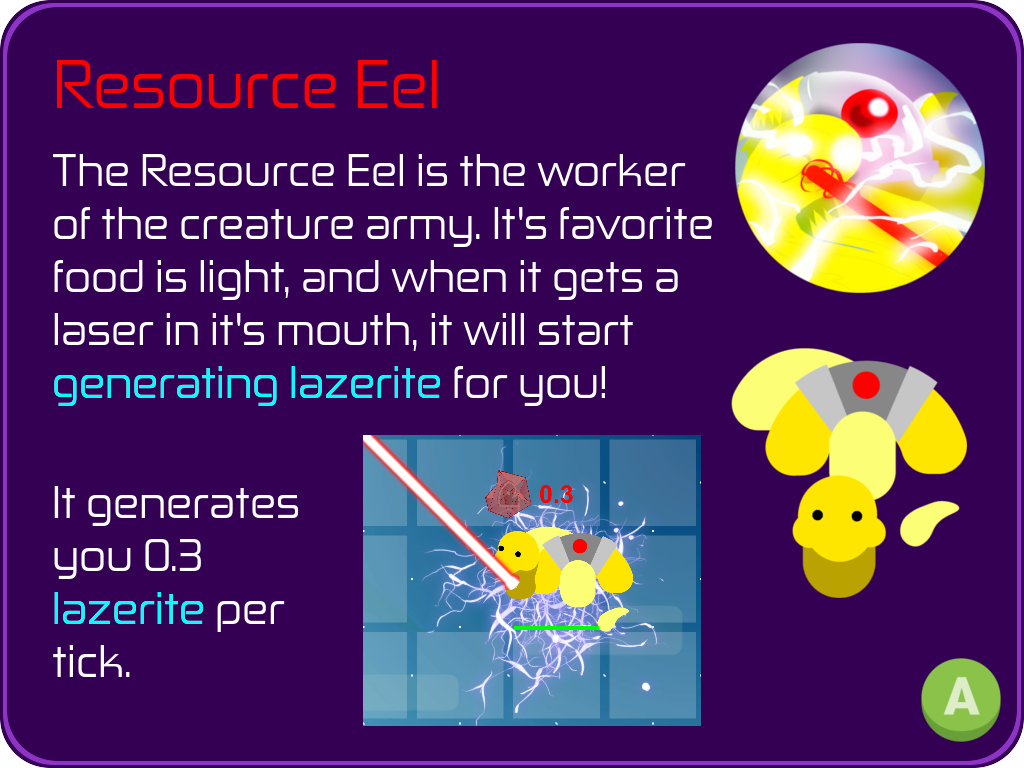 Resource Eel
The Resource Eel is the worker
of the creature army. It's favorite
food is light, and when it gets a
laser in it's mouth, it will start
generating lazerite for you!
It generates
you 0.3
lazerite per
tick.
0.3
A